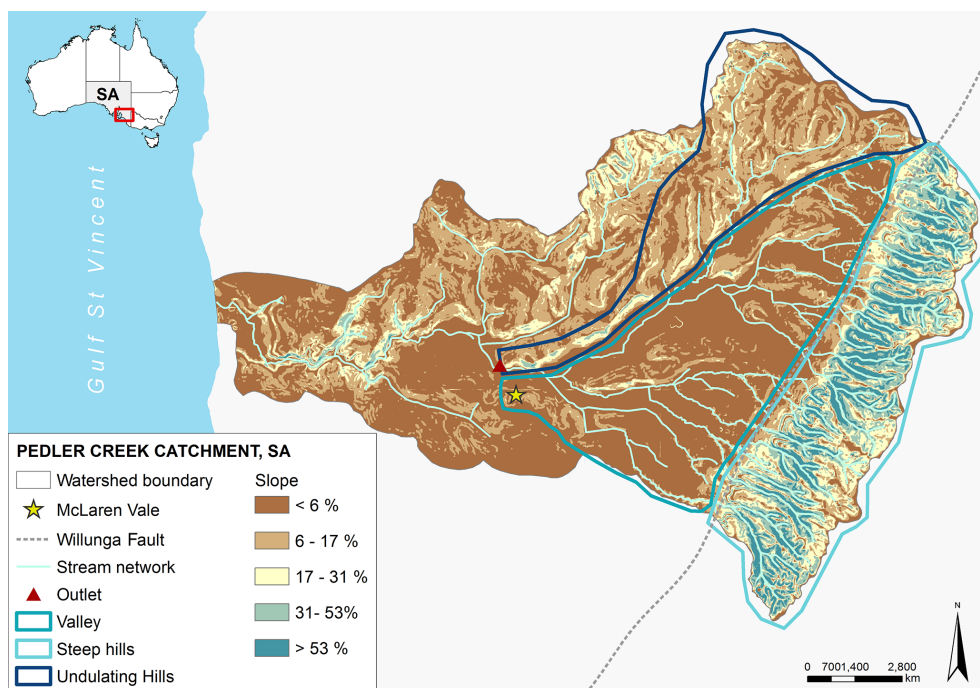 SA
Gulf St Vincent
PEDLER CREEK CATCHMENT, SA
Watershed boundary
McLaren Vale
Willunga Fault
Stream network
Outlet
Valley
Steep hills
Undulating Hills
Slope
< 6 %
6 - 17 %
17 - 31 %
31- 53%
> 53 %
N
0 7001,400 2,800
km